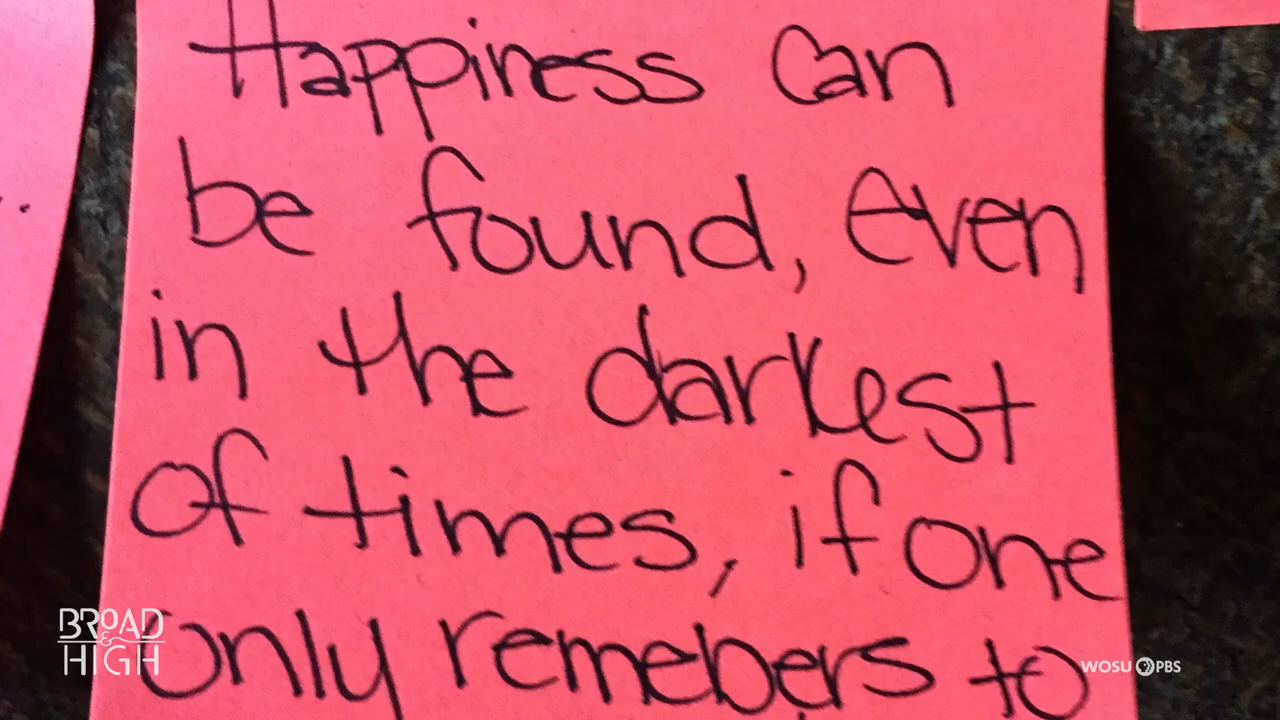 Happiness can
be found, even
in the darkest
of times, if one
only remebers to
BROAD
&
HIGH
WOSU PBS